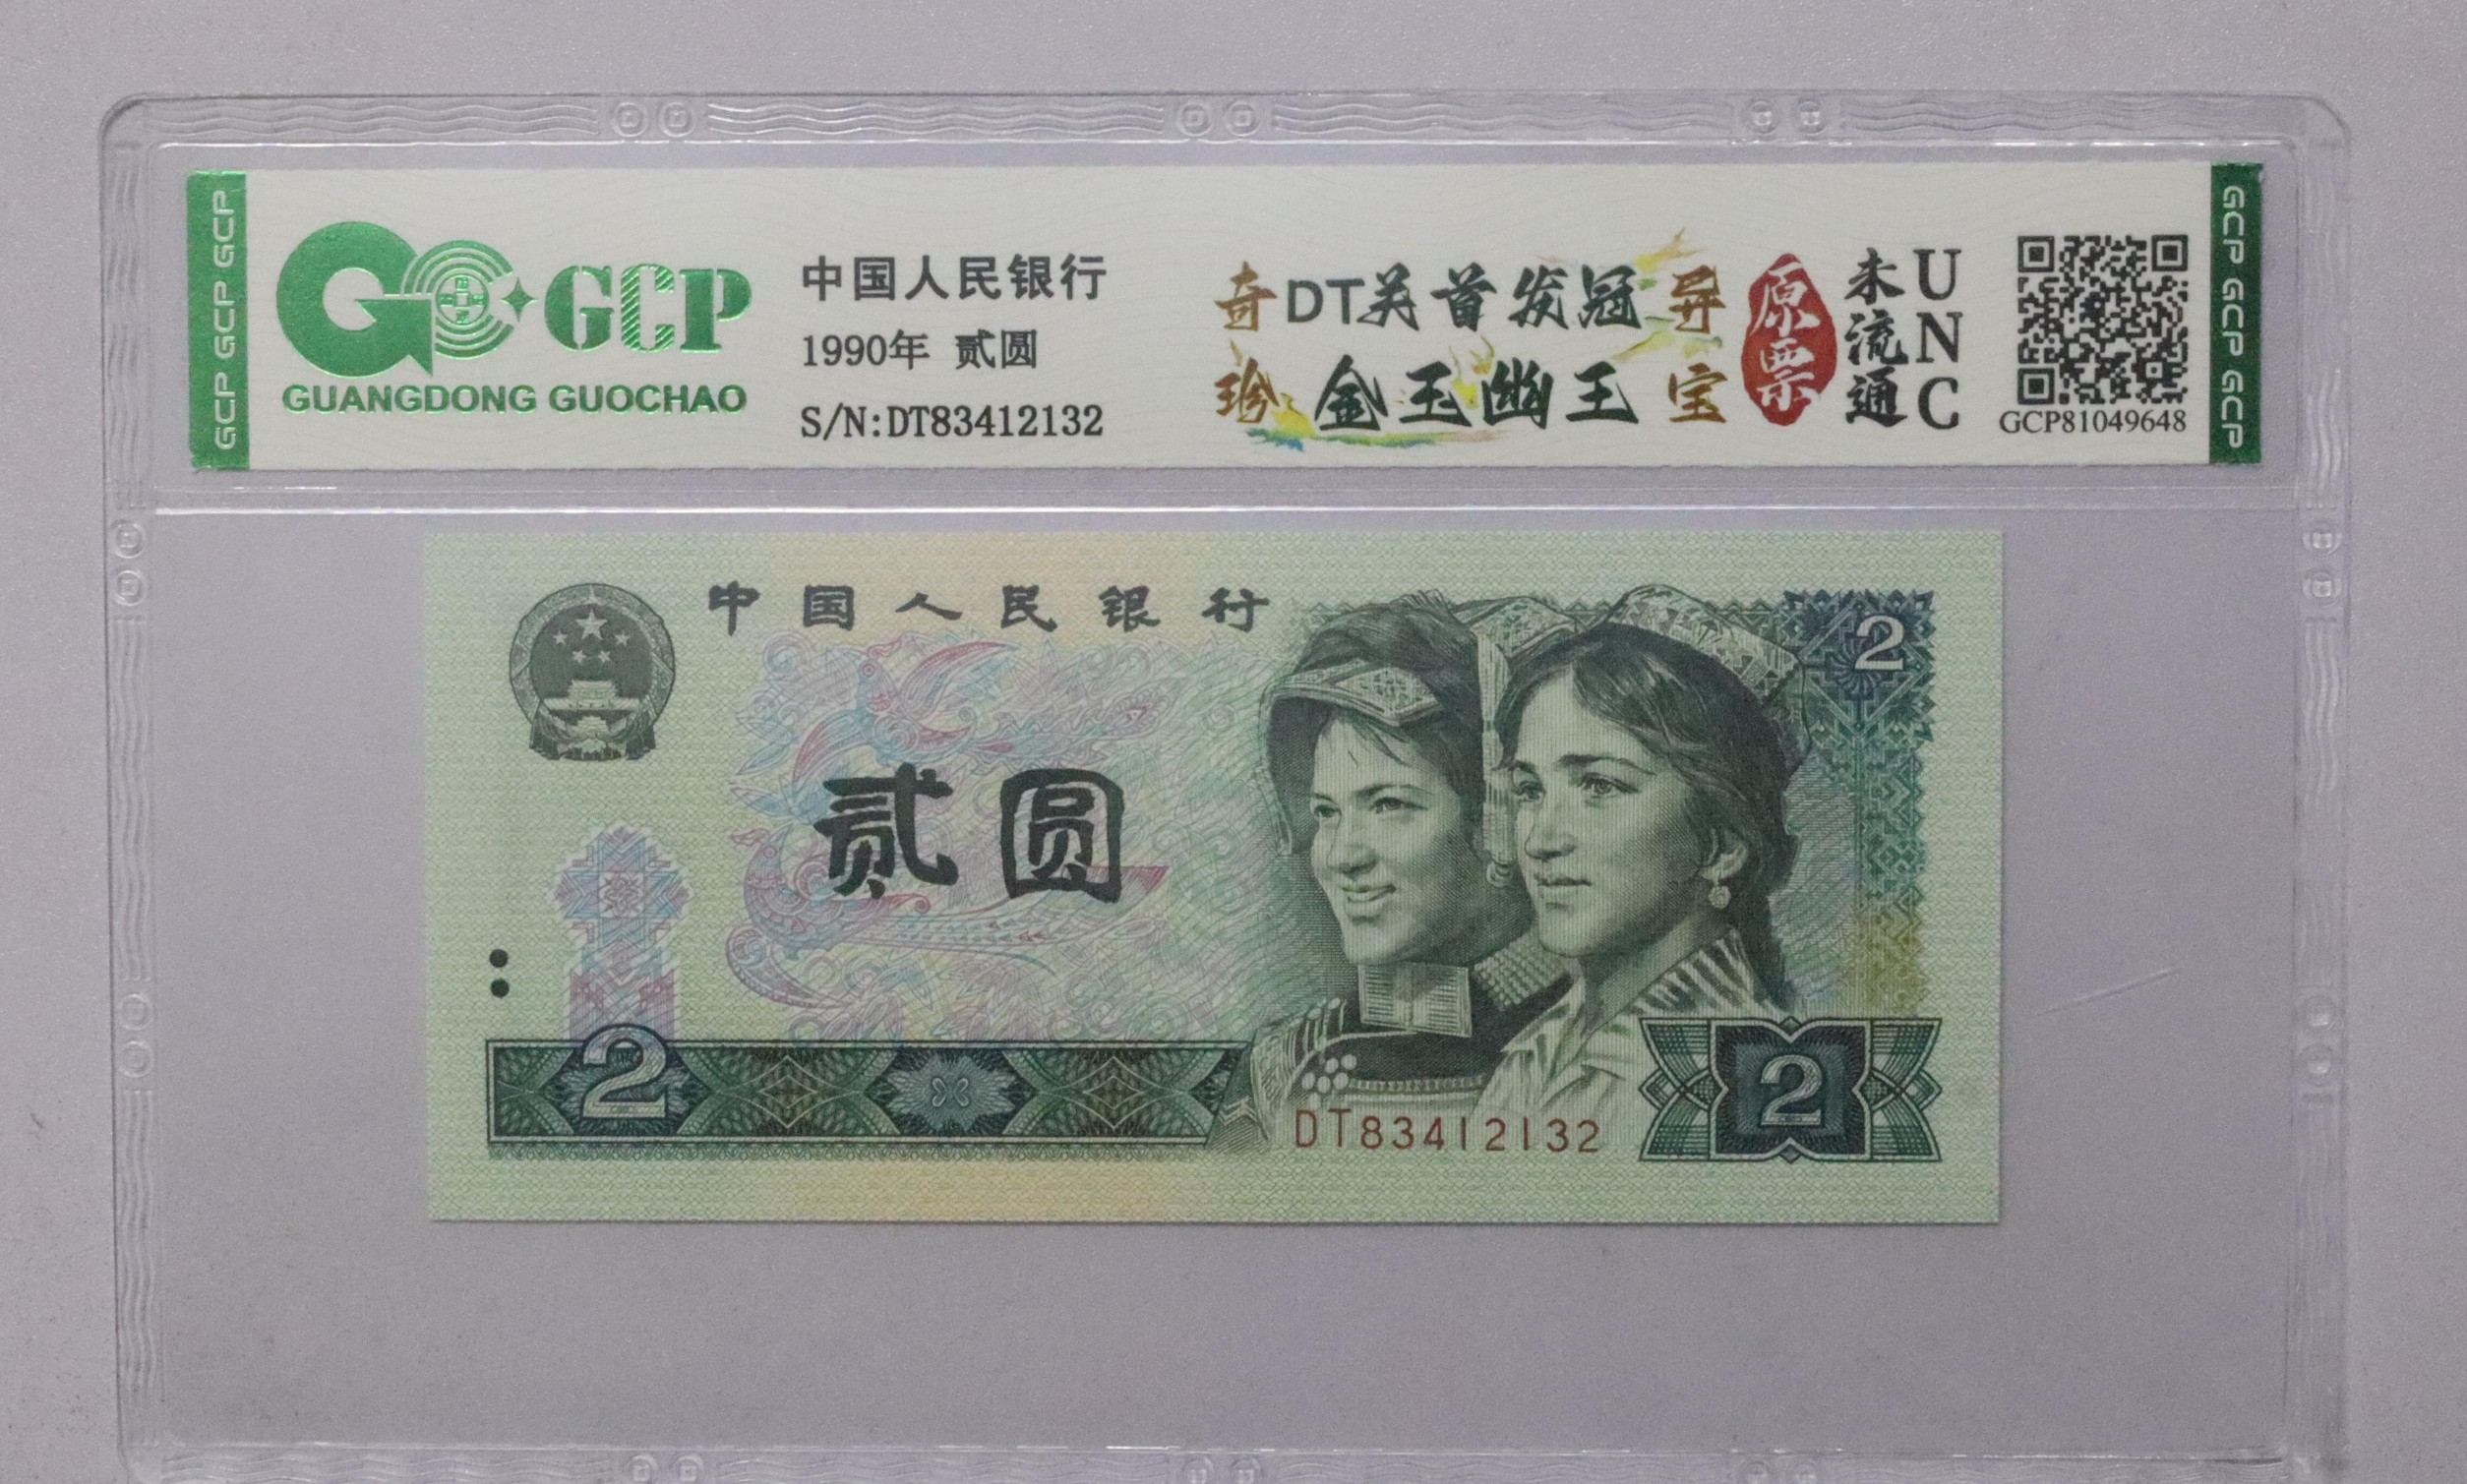 GCP GCP GCP GCP
GCP
GUANGDONG GUOCHAO
中国人民银行
1990年 贰圆
S/N:DT83412132
奇珍
DT关首发冠
金玉幽王
异宝
原票
未流通
UNC
GCP81049648
GCP GCP GCP GCP
中国人民银行
2
贰圆
2
DT83412132
2